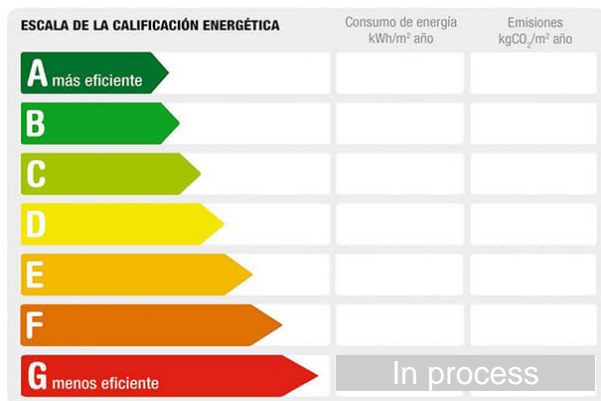 ESCALA DE LA CALIFICACIÓN ENERGÉTICA
Consumo de energía
kWh/m² año
Emisiones
kgCO₂/m² año
A más eficiente
B
C
D
E
F
G menos eficiente
In process